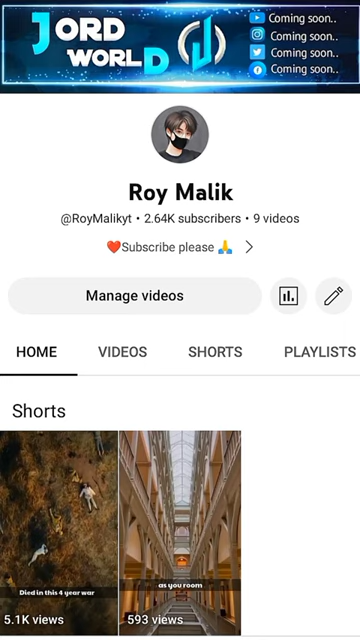 JORD
WORLD
Coming soon..
Coming soon..
Coming soon..
Coming soon..
Roy Malik
@RoyMalikyt • 2.64K subscribers • 9 videos
❤️Subscribe please 🙏
Manage videos
HOME VIDEOS SHORTS PLAYLISTS
Shorts
Died in this 4 year war
as you room
5.1K views 593 views